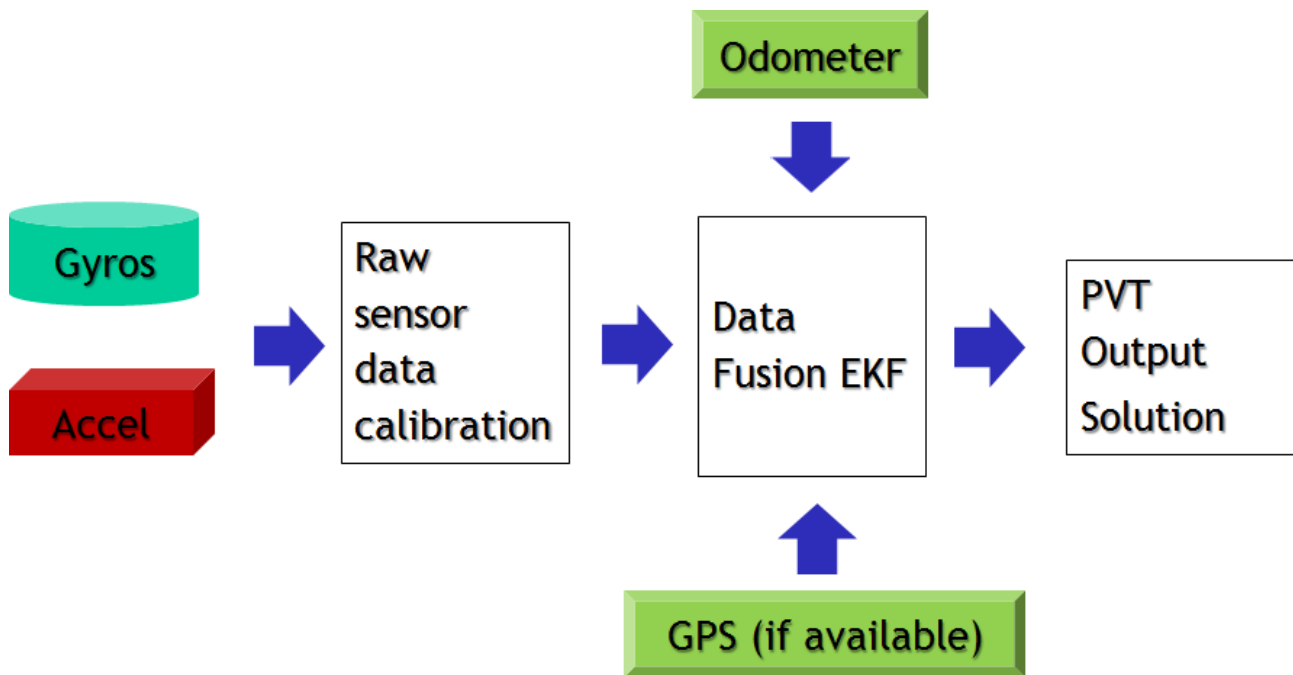 Odometer
Gyros
Accel
Raw
sensor
data
calibration
Data
Fusion EKF
PVT
Output
Solution
GPS (if available)